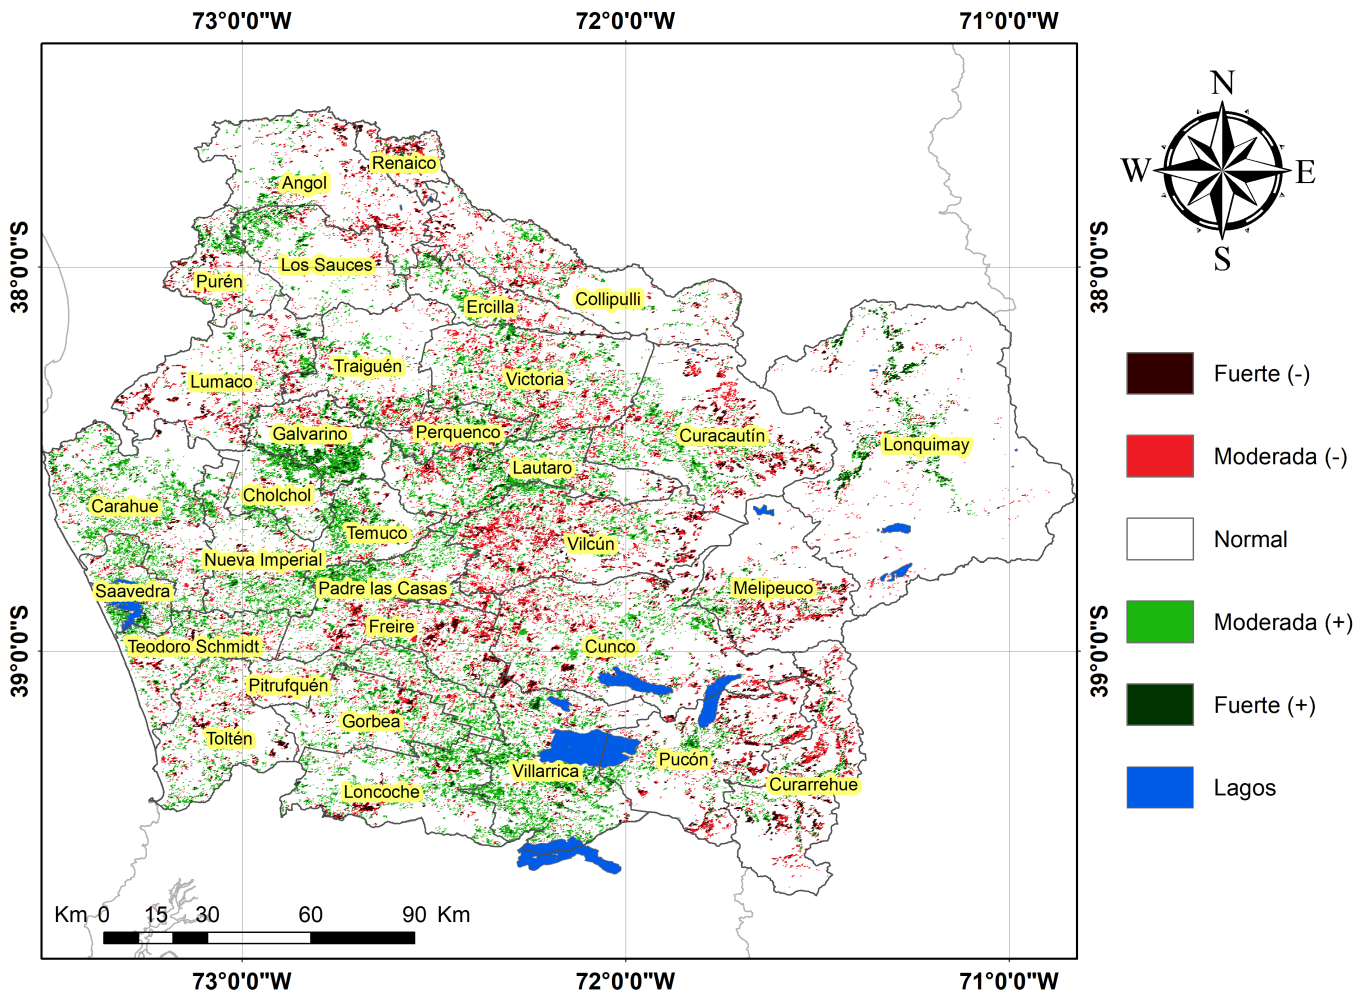 73°0'0"W
72°0'0"W
71°0'0"W
N
W
E
S
38°0'0"S
38°0'0"S
39°0'0"S
39°0'0"S
Renaico
Angol
Los Sauces
Purén
Ercilla
Collipulli
Traiguén
Lumaco
Victoria
Galvarino
Perquenco
Curacautín
Lonquimay
Lautaro
Cholchol
Carahue
Temuco
Vilcún
Nueva Imperial
Padre las Casas
Melipeuco
Saavedra
Freire
Teodoro Schmidt
Cunco
Pitrufquén
Gorbea
Toltén
Pucón
Villarrica
Curarrehue
Loncoche
Fuerte (-)
Moderada (-)
Normal
Moderada (+)
Fuerte (+)
Lagos
Km 0 15 30 60 90 Km
73°0'0"W
72°0'0"W
71°0'0"W